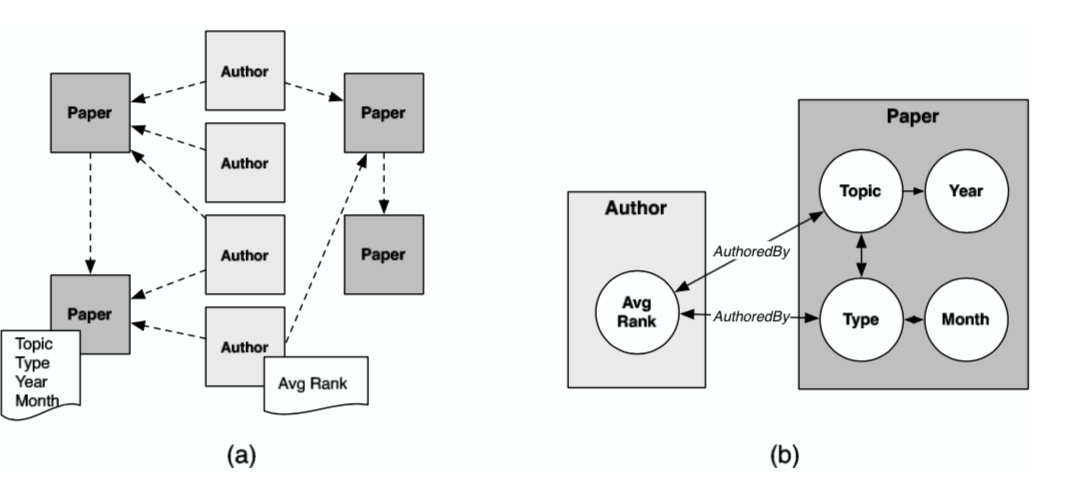 Author
Paper
Paper
Author
Author
Paper
Paper
Author
Topic
Type
Year
Month
Avg Rank
(a)
Paper
Topic
Year
Author
AuthoredBy
Avg
Rank
AuthoredBy
Type
Month
(b)